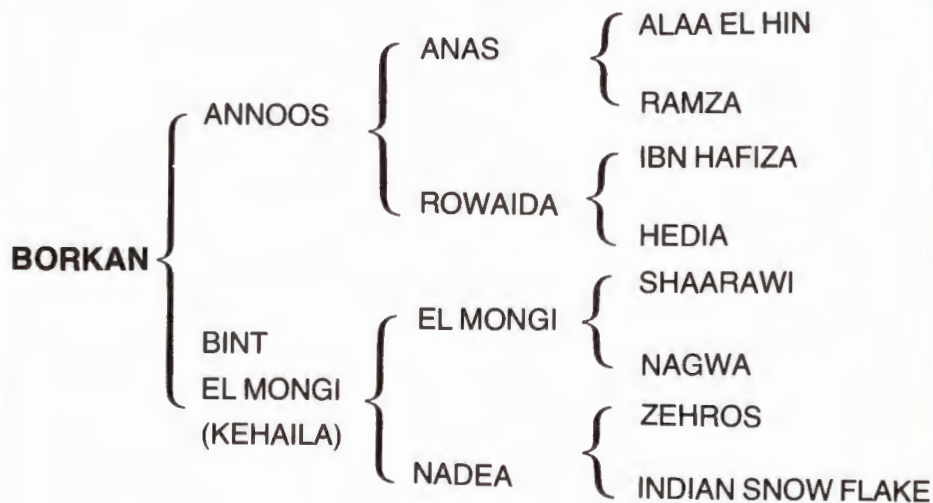 ALAA EL HIN
ANAS
RAMZA
ANNOOS
IBN HAFIZA
ROWAIDA
HEDIA
BORKAN
SHAARAWI
EL MONGI
BINT
EL MONGI
(KEHAILA)
NAGWA
ZEHROS
NADEA
INDIAN SNOW FLAKE